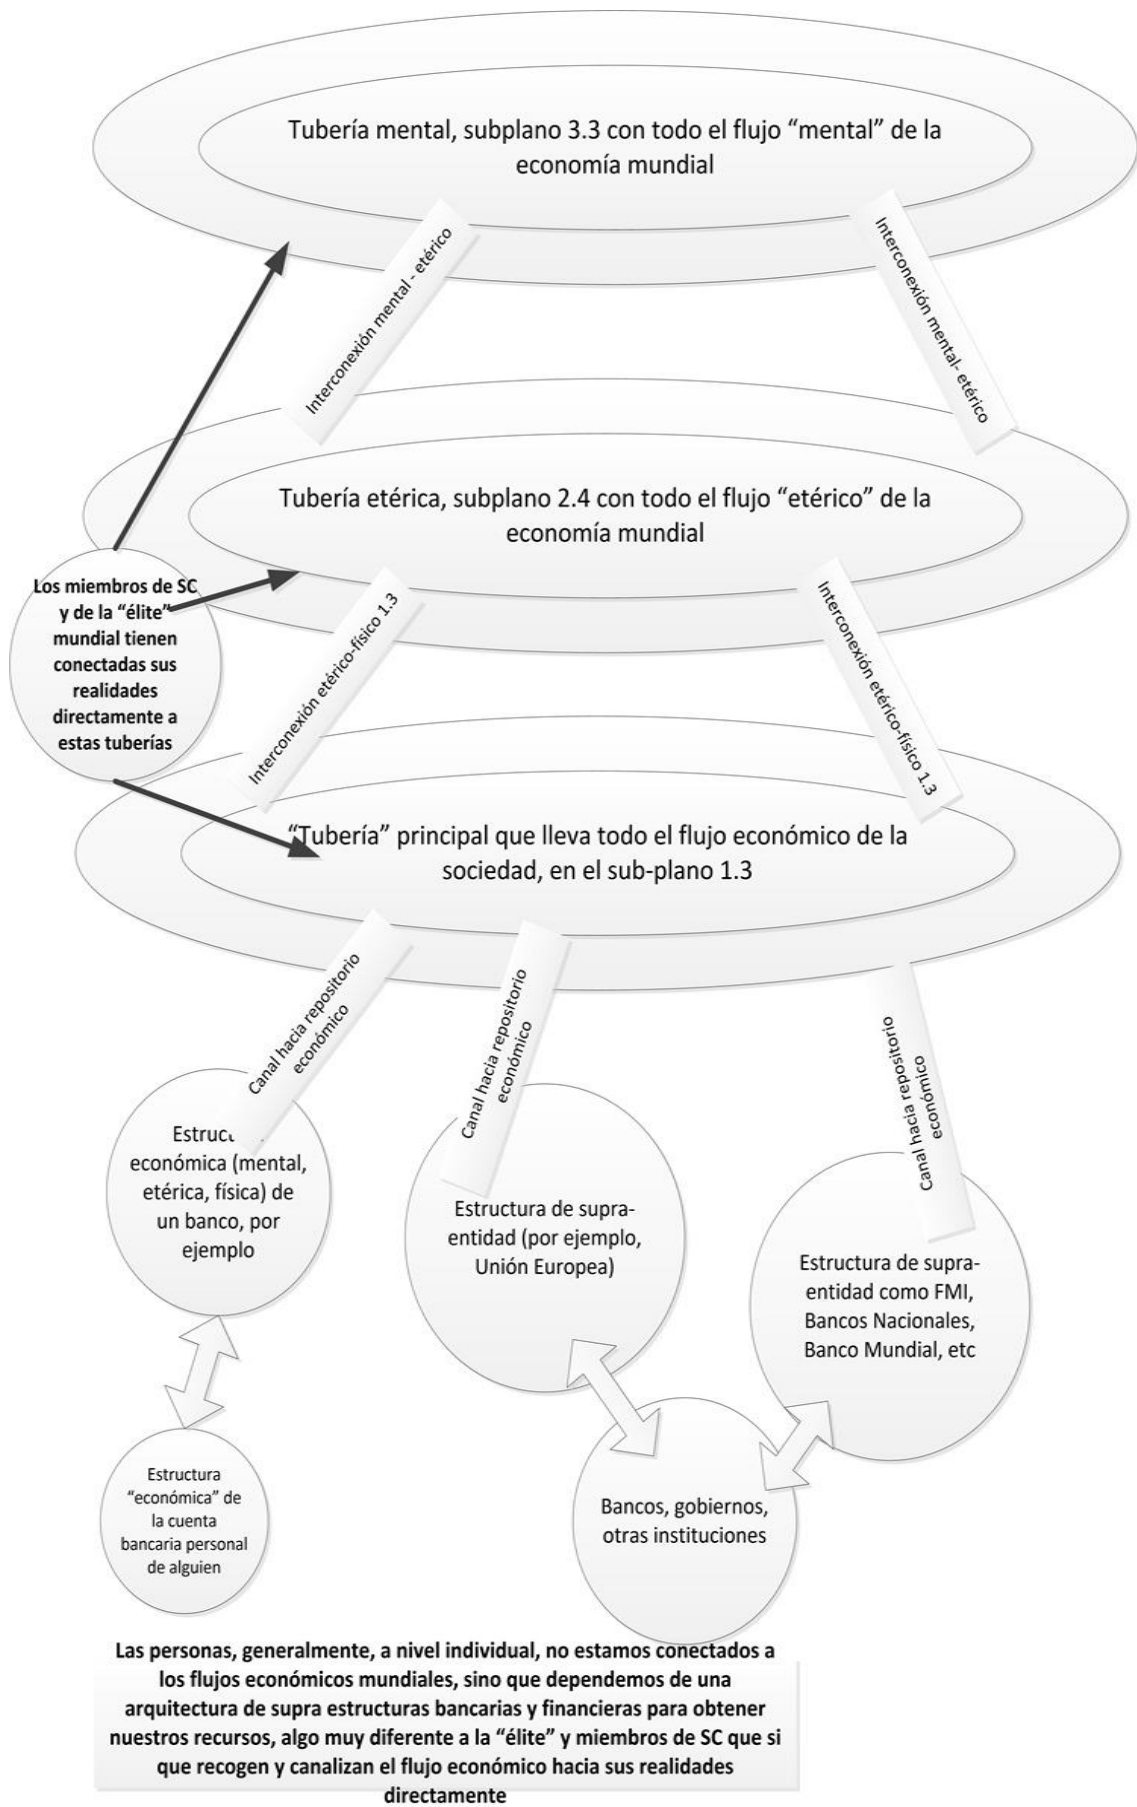 Tubería mental, subplano 3.3 con todo el flujo “mental” de la
economía mundial
Interconexión mental - etérico
Interconexión mental- etérico
Tubería etérica, subplano 2.4 con todo el flujo “etérico” de la
economía mundial
Los miembros de SC
y de la “élite”
mundial tienen
conectadas sus
realidades
directamente a
estas tuberías
Interconexión etérico-físico 1.3
Interconexión etérico-físico 1.3
“Tubería” principal que lleva todo el flujo económico de la
sociedad, en el sub-plano 1.3
Canal hacia repositorio
económico
Canal hacia repositorio
económico
Canal hacia repositorio
económico
económica (mental,
etérica, física) de
un banco, por
ejemplo
Estructura de supra-
entidad (por ejemplo,
Unión Europea)
Estructura de supra-
entidad como FMI,
Bancos Nacionales,
Banco Mundial, etc
Estructura
“económica” de
la cuenta
bancaria personal
de alguien
Bancos, gobiernos,
otras instituciones
Las personas, generalmente, a nivel individual, no estamos conectados a
los flujos económicos mundiales, sino que dependemos de una
arquitectura de supra estructuras bancarias y financieras para obtener
nuestros recursos, algo muy diferente a la “élite” y miembros de SC que si
que recogen y canalizan el flujo económico hacia sus realidades
directamente